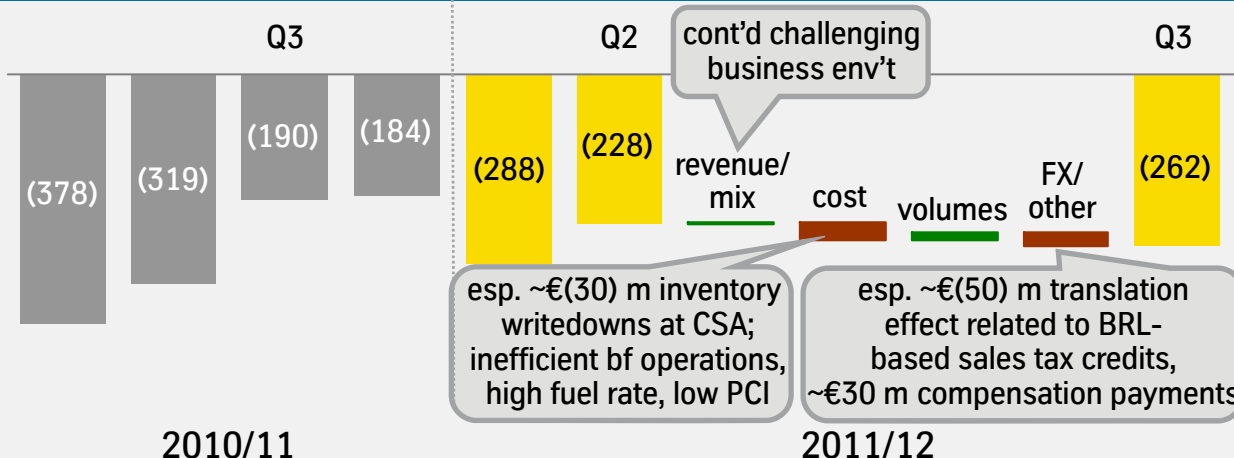 Q3
Q2
cont'd challenging
business env't
Q3
(378)
(319)
(190)
(184)
(288)
(228)
revenue/
mix
cost
volumes
FX/
other
(262)
esp. ~€(30) m inventory
writedowns at CSA;
inefficient bf operations,
high fuel rate, low PCI
esp. ~€(50) m translation
effect related to BRL-
based sales tax credits,
~€30 m compensation payments
2010/11
2011/12